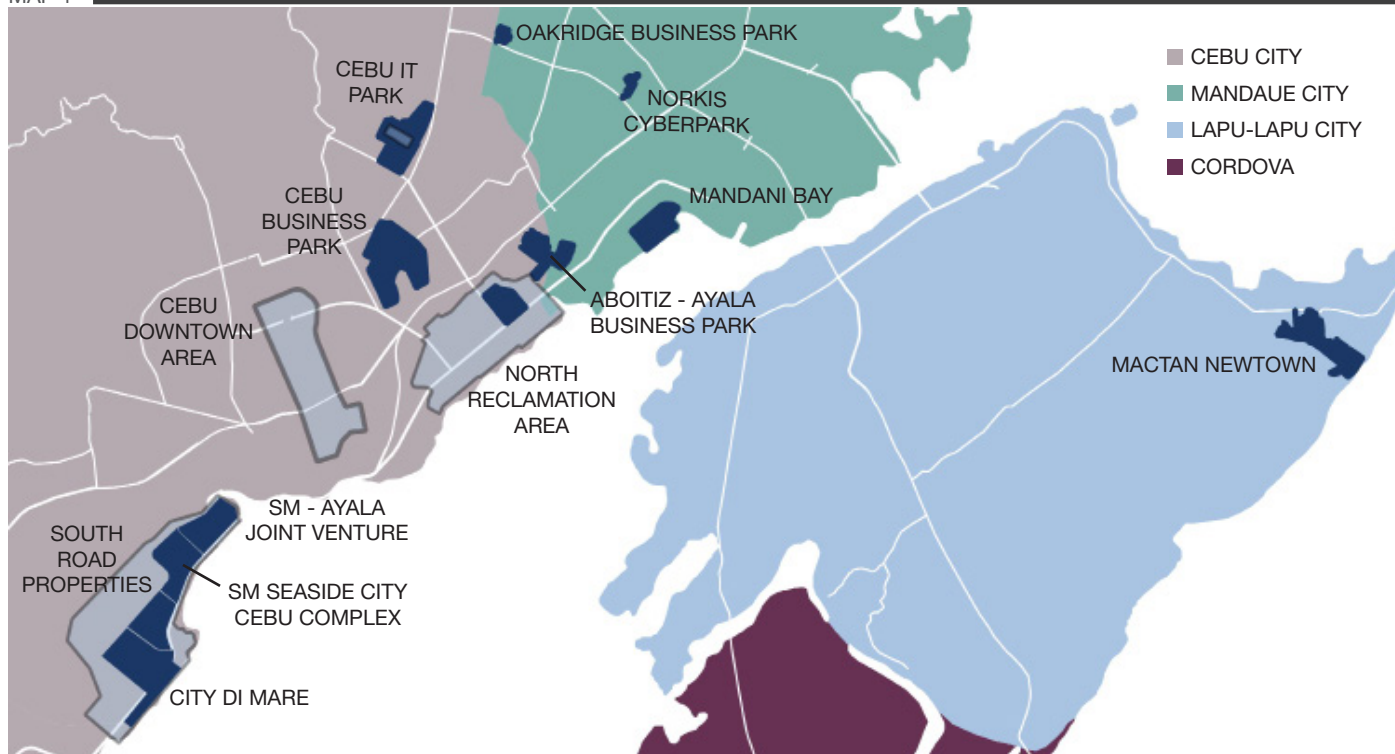 OAKRIDGE BUSINESS PARK
CEBU IT
PARK
NORKIS
CYBERPARK
CEBU
BUSINESS
PARK
MANDANI BAY
CEBU
DOWNTOWN
AREA
ABOITIZ - AYALA
BUSINESS PARK
NORTH
RECLAMATION
AREA
MACTAN NEWTOWN
SM - AYALA
JOINT VENTURE
SOUTH
ROAD
PROPERTIES
SM SEASIDE CITY
CEBU COMPLEX
CITY DI MARE
CEBU CITY
MANDAUE CITY
LAPU-LAPU CITY
CORDOVA